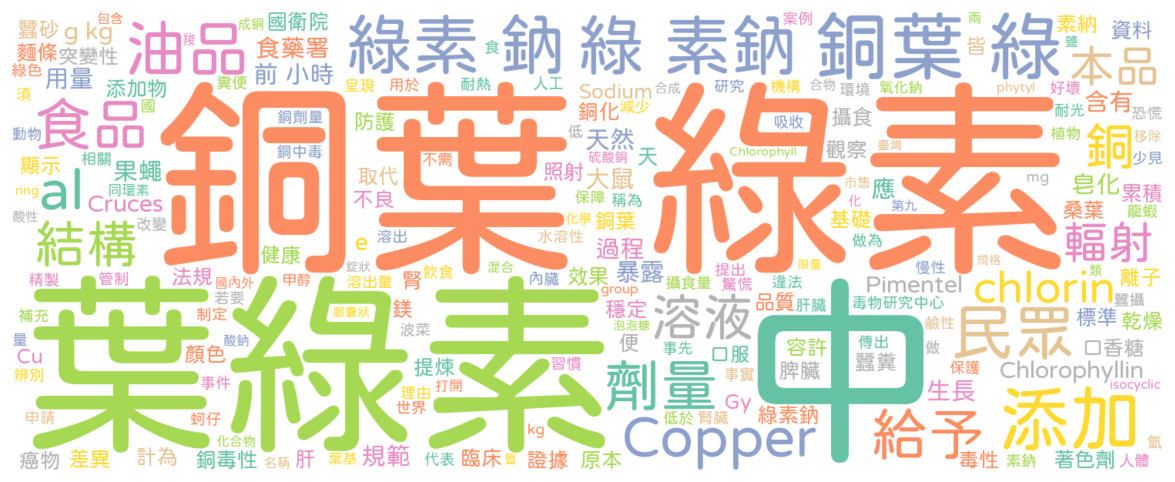 銅葉綠素
葉綠素
中
綠素鈉
綠 素鈉
銅葉綠
油品
食品
本品
民眾
添加
給予
劑量
溶液
Copper
chlorin
輻射
銅
結構
al
Chlorophyllin
Pimentel
Sodium
Cruces
蠶砂
g kg
包含
成銅
羧
國衛院
麵條
突變性
食藥署
綠色
用量
前 小時
添加物
糞便
須
國
食
呈現
用於
耐熱
人工
合成
研究
機構
案例
兩
皆
鹽
素納
資料
合物
環境
氧化鈉
phytyl
好壞
含有
耐光
恐慌
動物
銅劑量
防護
銅化
減少
低
天然
吸收
攝食
植物
移除
顯示
相關
果蠅
銅中毒
不需
硫酸銅
天
Chlorophyll
觀察
臺灣
少見
ring
同環素
取代
照射
大鼠
mg
皂化
累積
酸性
改變
不良
保障
稱為
市售
應
化
第九
桑葉
龍蝦
化學
銅葉
基礎
e
溶出
水溶性
過程
做為
健康
精製
管制
法規
國內外
甲醇
錠狀
溶出量
腎
飲食
混合
內臟
效果
暴露
攝食量
提出
驚慌
違法
慢性
限量
規格
類
離子
蠶攝
補充
制定
若要
膠囊狀
鎂
group
穩定
品質
肝臟
毒物研究中心
鹼性
標準
乾燥
量
酸鈉
顏色
波菜
泡泡糖
便
事先
口服
容許
傳出
做
口香糖
Cu
辨別
事件
提煉
習慣
事實
脾臟
蠶糞
保護
理由
打開
Gy
生長
isocyclic
申請
蚵仔
世界
kg
低於
腎臟
綠素鈉
化合物
癌物
差異
計為
銅毒性
名稱
肝
葉基
規範
代表
臨床
證據
原本
毒性
素鈉
著色劑
人體
氫